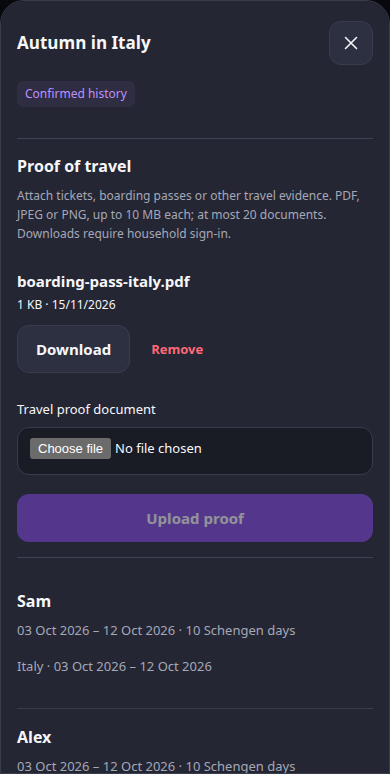 Autumn in Italy
Confirmed history
Proof of travel
Attach tickets, boarding passes or other travel evidence. PDF,
JPEG or PNG, up to 10 MB each; at most 20 documents.
Downloads require household sign-in.
boarding-pass-italy.pdf
1 KB · 15/11/2026
Download Remove
Travel proof document
Choose file No file chosen
Upload proof
Sam
03 Oct 2026 – 12 Oct 2026 · 10 Schengen days
Italy · 03 Oct 2026 – 12 Oct 2026
Alex
03 Oct 2026 – 12 Oct 2026 · 10 Schengen days